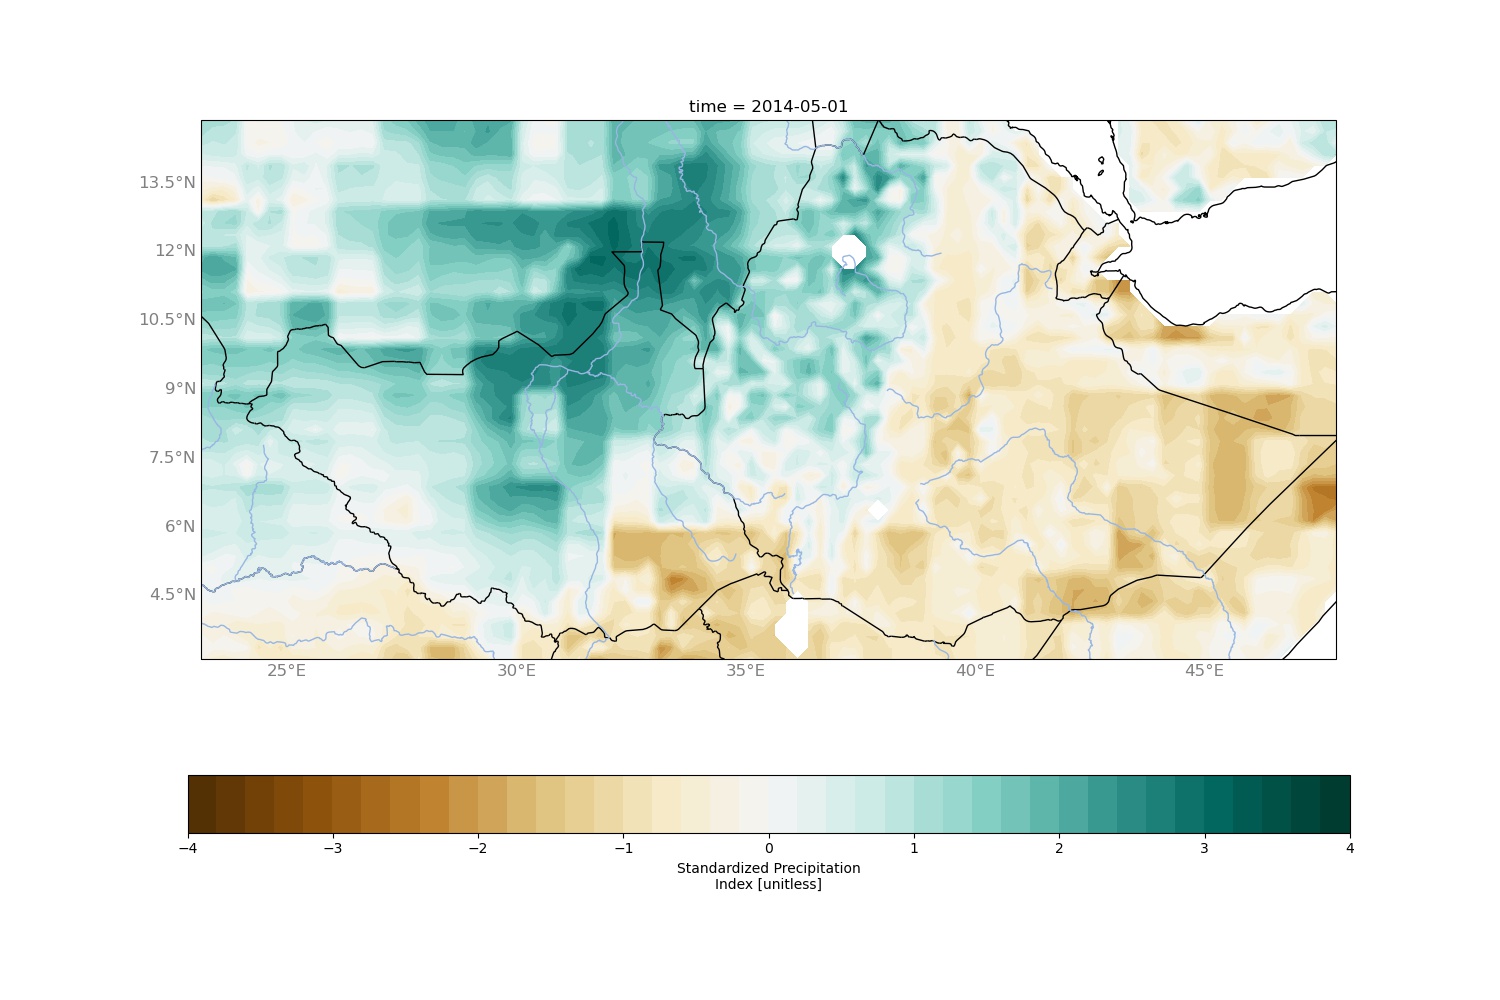 time = 2014-05-01
13.5°N
12°N
10.5°N
9°N
7.5°N
6°N
4.5°N
25°E 30°E 35°E 40°E 45°E
−4 −3 −2 −1 0 1 2 3 4
Standardized Precipitation
Index [unitless]